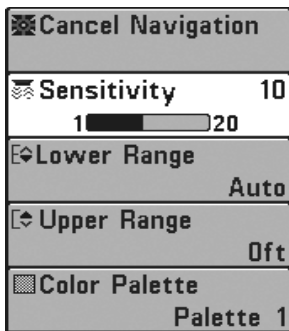 Cancel Navigation
Sensitivity 10
1 20
Lower Range
Auto
Upper Range
0ft
Color Palette
Palette 1